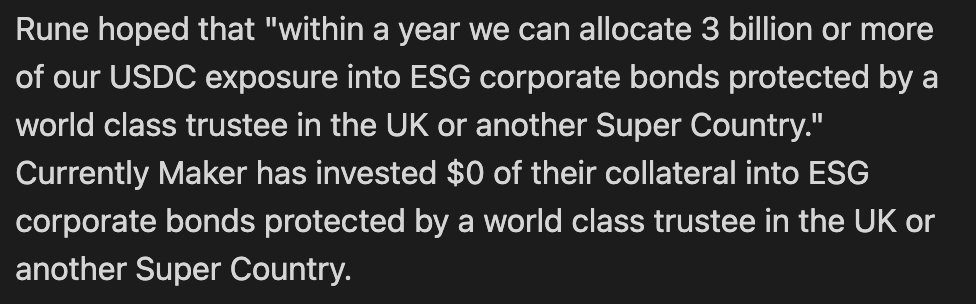 Rune hoped that "within a year we can allocate 3 billion or more
of our USDC exposure into ESG corporate bonds protected by a
world class trustee in the UK or another Super Country."
Currently Maker has invested $0 of their collateral into ESG
corporate bonds protected by a world class trustee in the UK or
another Super Country.